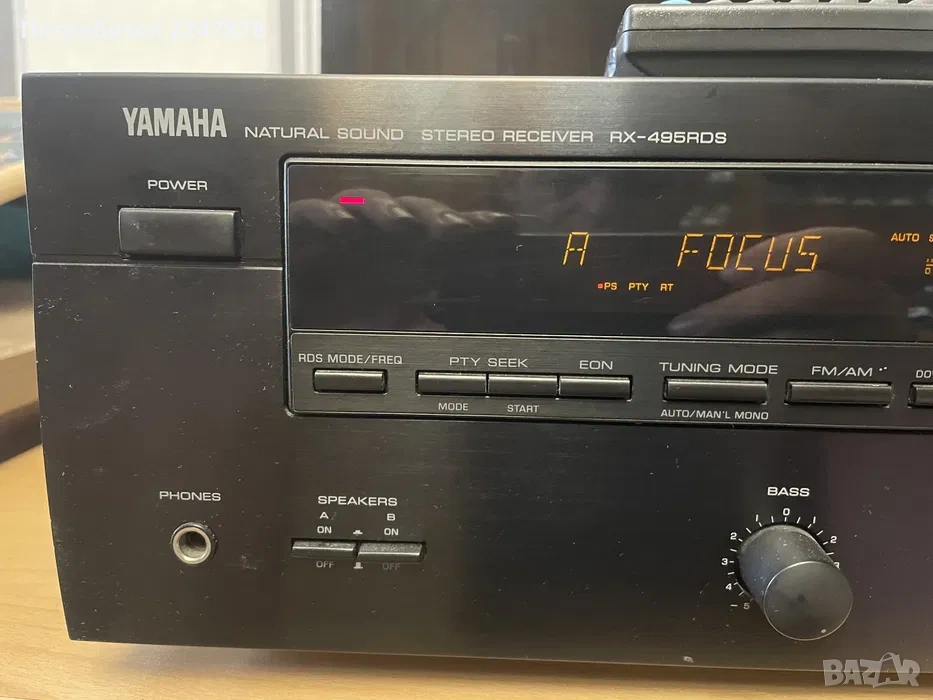 YAMAHA NATURAL SOUND STEREO RECEIVER RX-495RDS
POWER
A FOCUS AUTO
PS PTY RT
RDS MODE/FREQ PTY SEEK EON TUNING MODE FM/AM
MODE START AUTO/MAN'L MONO
PHONES SPEAKERS BASS
A B
ON ON
OFF OFF
0
1 1
2 2
3 3
4
5
BAZAR